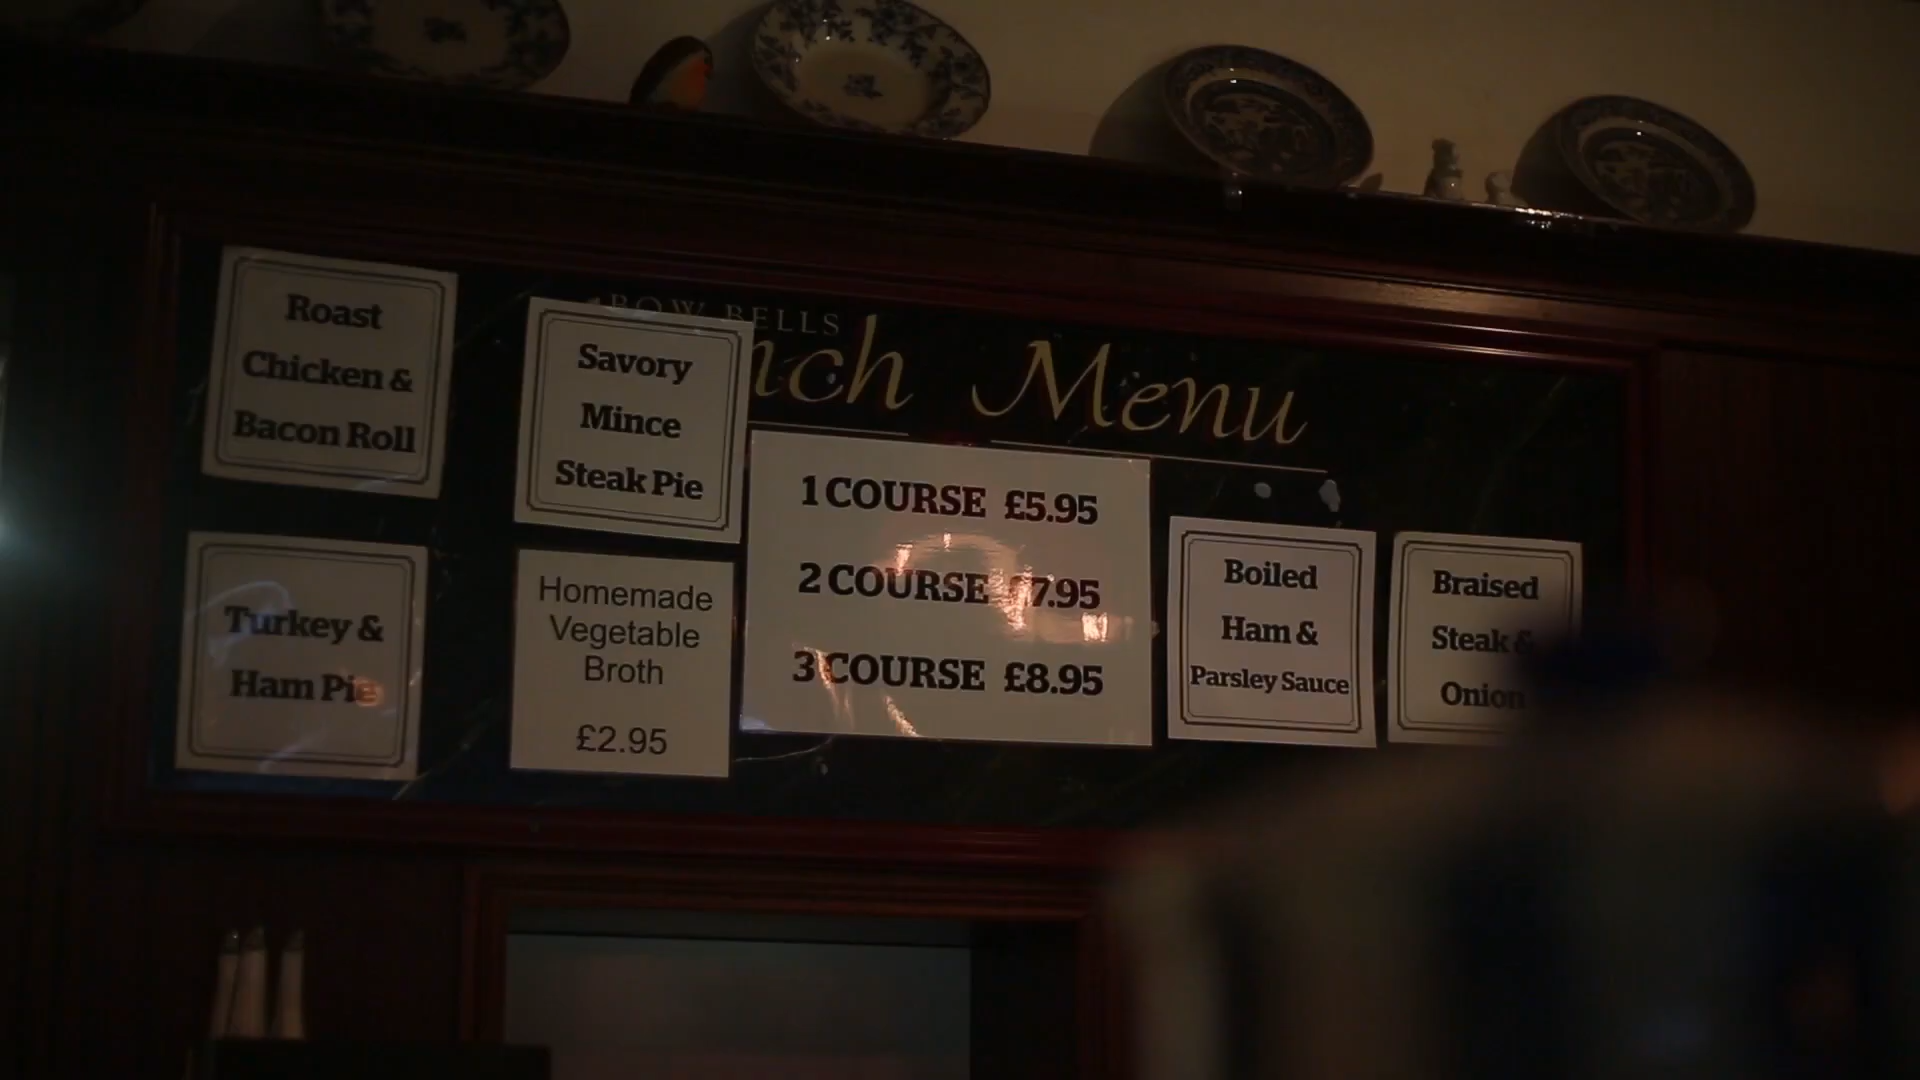 BOW BELLS
nch Menu
Roast
Chicken &
Bacon Roll
Savory
Mince
Steak Pie
1 COURSE £5.95
2 COURSE £7.95
3 COURSE £8.95
Turkey &
Ham Pie
Homemade
Vegetable
Broth
£2.95
Boiled
Ham &
Parsley Sauce
Braised
Steak &
Onion